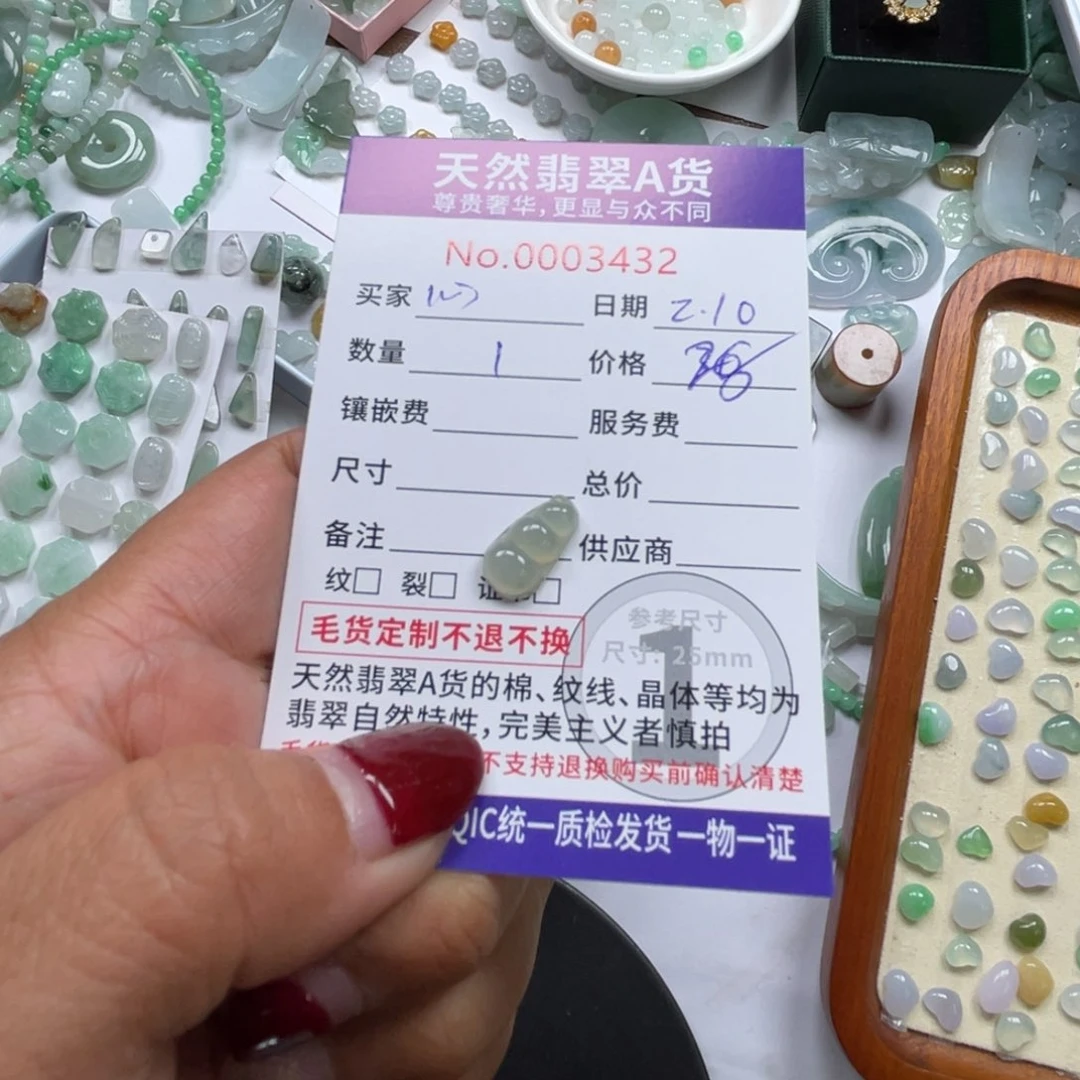 天然翡翠A货
尊贵奢华,更显与众不同
No.0003432
买家 日期 2.10
数量 1 价格
镶嵌费 服务费
尺寸 总价
备注 供应商
纹□ 裂□ 证□
参考尺寸
尺寸:25mm
1
毛货定制不退不换
天然翡翠A货的棉、纹线、晶体等均为
翡翠自然特性,完美主义者慎拍
不支持退换购买前确认清楚
QIC统一质检发货一物一证